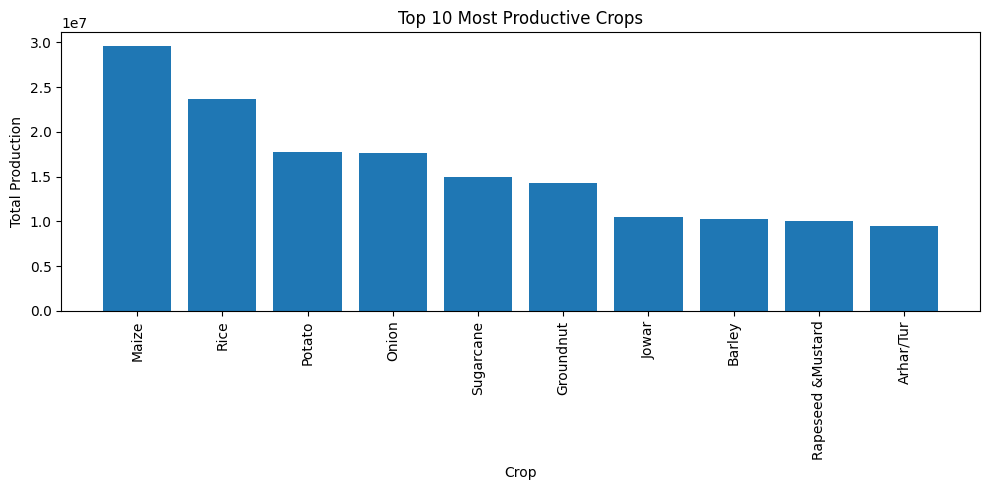 Top 10 Most Productive Crops
1e7
3.0
2.5
2.0
1.5
1.0
0.5
0.0
Total Production
Maize
Rice
Potato
Onion
Sugarcane
Groundnut
Jowar
Barley
Rapeseed &Mustard
Arhar/Tur
Crop